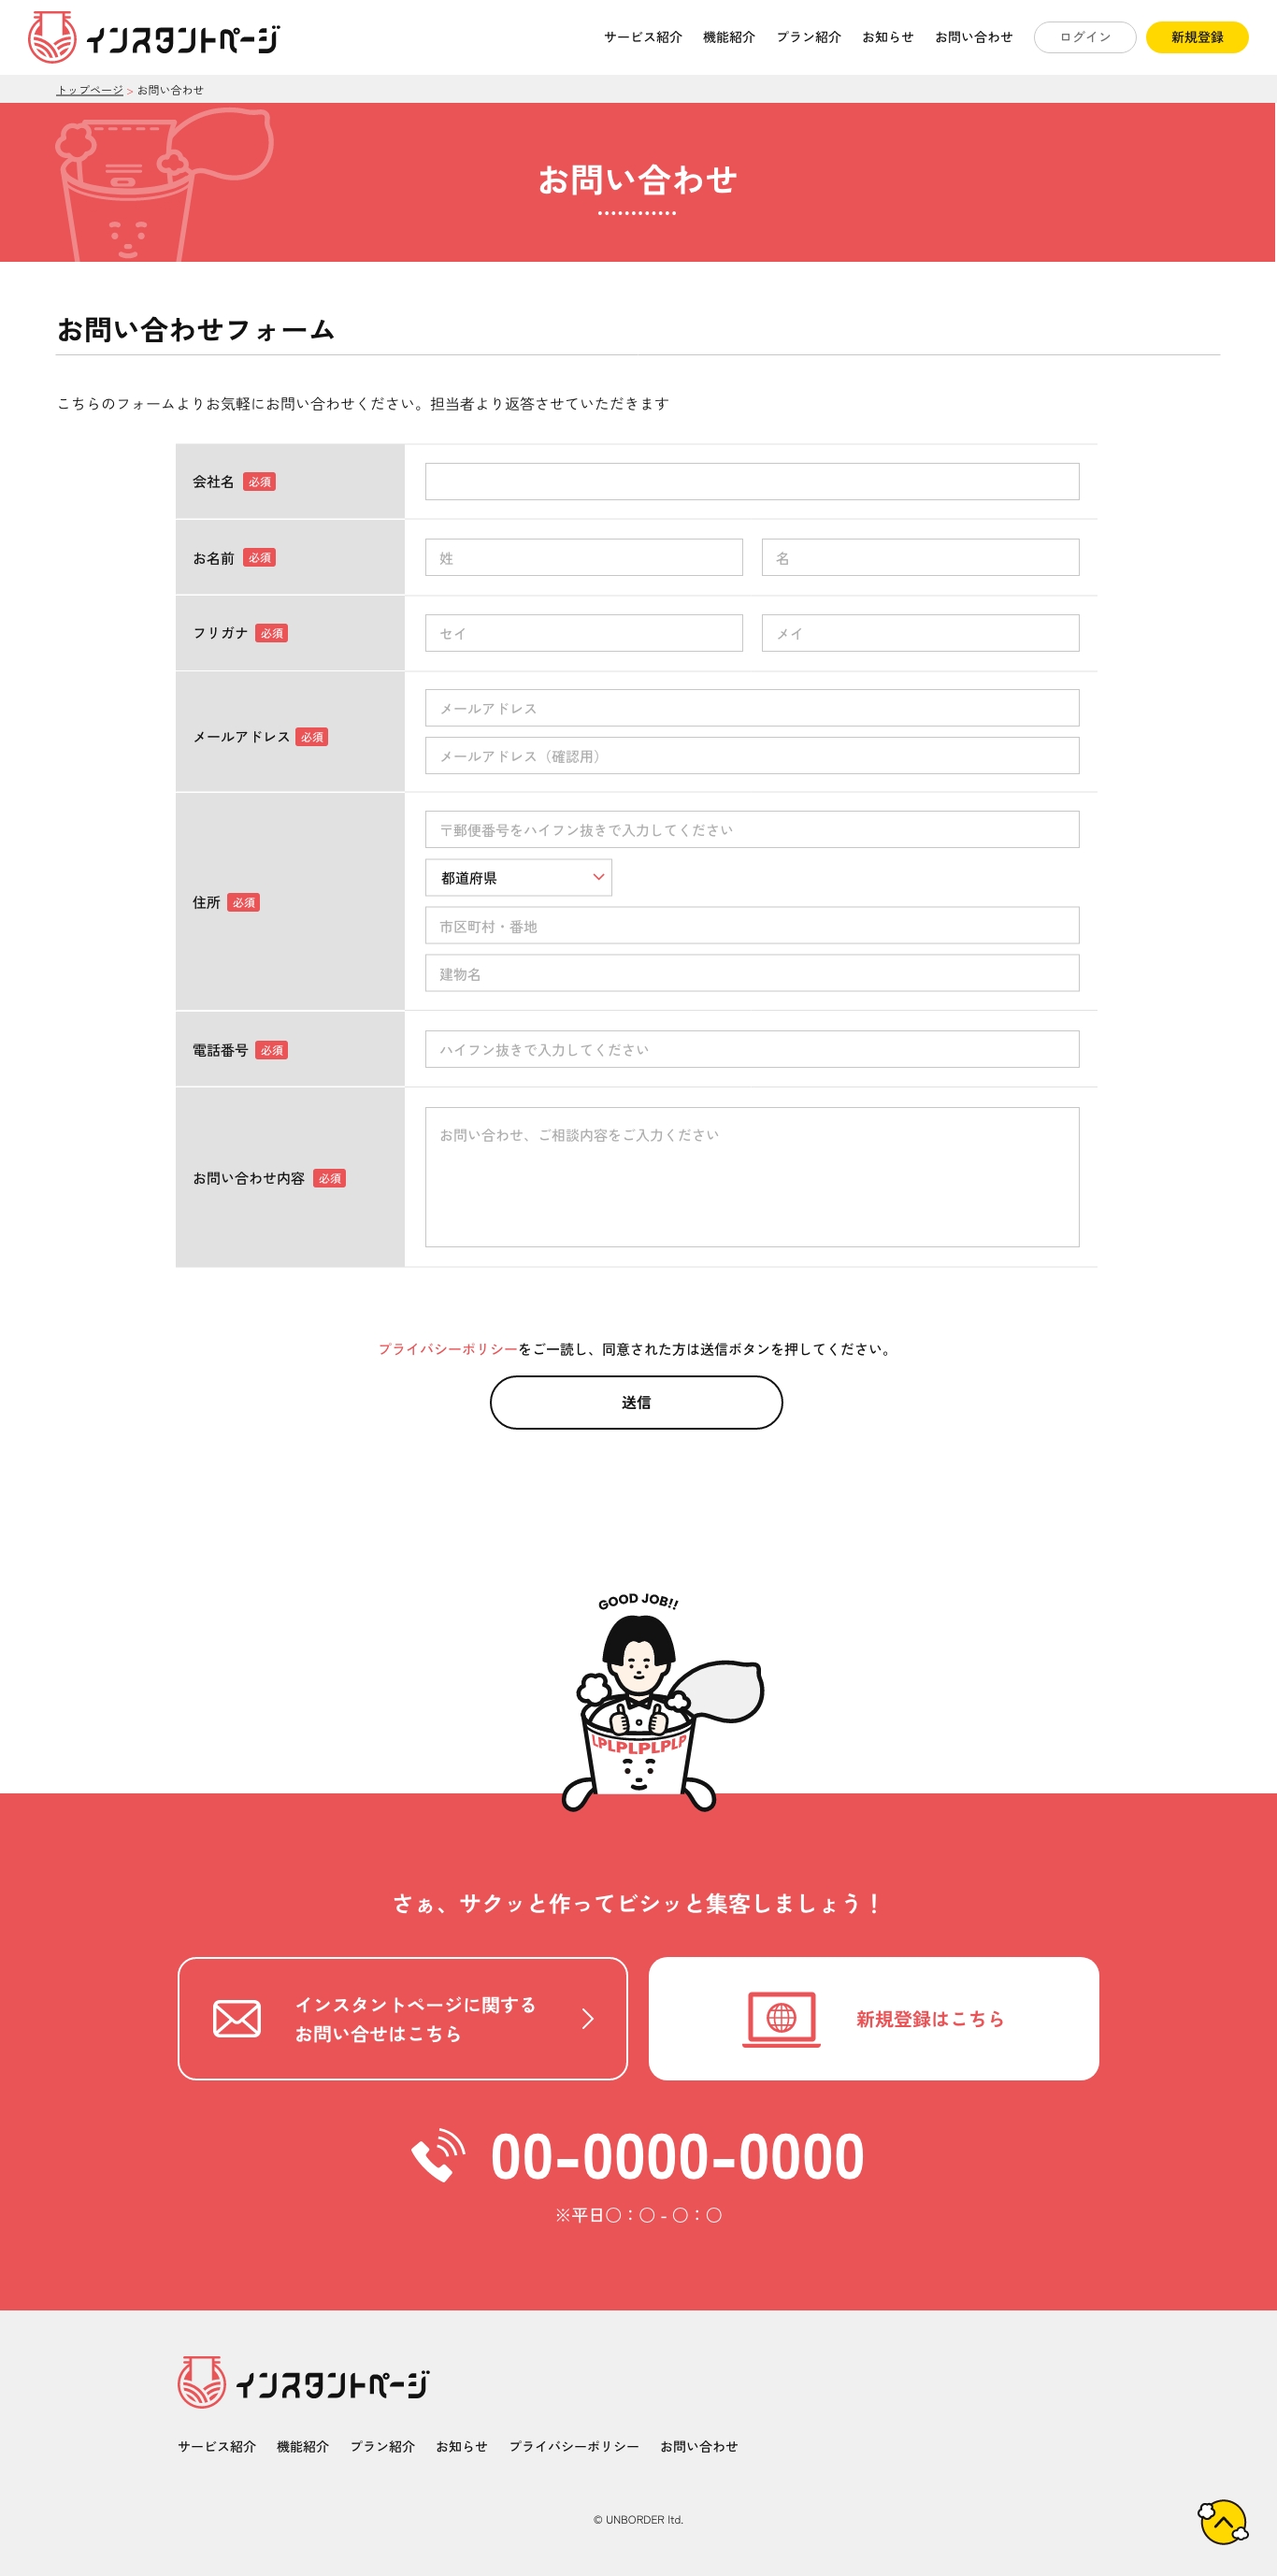 インスタントページ
サービス紹介 機能紹介 プラン紹介 お知らせ お問い合わせ ログイン 新規登録
トップページ > お問い合わせ
お問い合わせ
お問い合わせフォーム
こちらのフォームよりお気軽にお問い合わせください。担当者より返答させていただきます
会社名 必須
お名前 必須 姓 名
フリガナ 必須 セイ メイ
メールアドレス 必須
メールアドレス
メールアドレス（確認用）
〒郵便番号をハイフン抜きで入力してください
都道府県
住所 必須
市区町村・番地
建物名
電話番号 必須 ハイフン抜きで入力してください
お問い合わせ、ご相談内容をご入力ください
お問い合わせ内容 必須
プライバシーポリシーをご一読し、同意された方は送信ボタンを押してください。
送信
GOOD JOB!!
LPLPLPLPLP
さぁ、サクッと作ってビシッと集客しましょう！
インスタントページに関する
お問い合せはこちら
新規登録はこちら
00-0000-0000
※平日〇：〇 - 〇：〇
インスタントページ
サービス紹介 機能紹介 プラン紹介 お知らせ プライバシーポリシー お問い合わせ
© UNBORDER ltd.